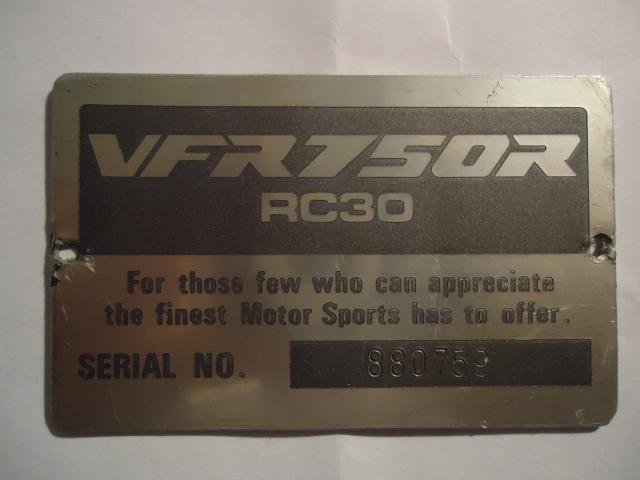 VFR750R
RC30
For those few who can appreciate
the finest Motor Sports has to offer.
SERIAL NO. 880759